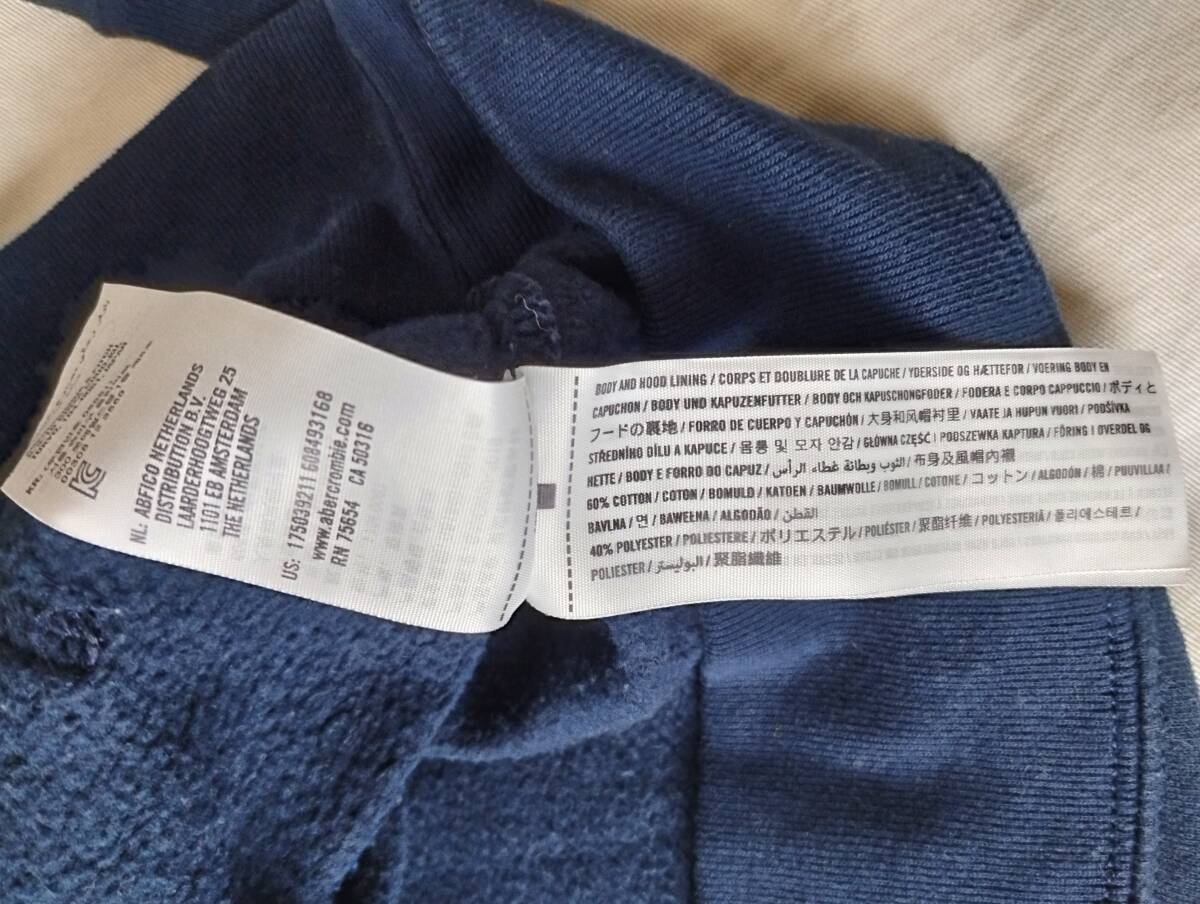 NL: ABFICO NETHERLANDS
DISTRIBUTION B.V.
LAARDERHOOGTWEG 25
1101 EB AMSTERDAM
THE NETHERLANDS
US: 175039211 608493168
www.abercrombie.com
RN 75654 CA 50316
BODY AND HOOD LINING / CORPS ET DOUBLURE DE LA CAPUCHE / YDERSIDE OG HÆTTEFOR / VOERING BODY EN
CAPUCHON / BODY UND KAPUZENFUTTER / BODY OCH KAPUSCHONGFODER / FODERA E CORPO CAPPUCCIO / ボディと
フードの裏地 / FORRO DE CUERPO Y CAPUCHÓN / 大身和风帽衬里 / VAATE JA HUPUN VUORI / PODŠÍVKA
STŘEDNÍHO DÍLU A KAPUCE / 몸통 및 모자 안감 / GŁÓWNA CZĘŚĆ I PODSZEWKA KAPTURA / FÔRING I OVERDEL OG
HETTE / BODY E FORRO DO CAPUZ / الثوب وبطانة غطاء الرأس / 布身及風帽內襯
60% COTTON / COTON / BOMULD / KATOEN / BAUMWOLLE / BOMULL / COTONE / コットン / ALGODÓN / 棉 / PUUVILLAA /
BAVLNA / 면 / BAWEŁNA / ALGODÃO / القطن
40% POLYESTER / POLIESTERE / ポリエステル / POLIÉSTER / 聚酯纤维 / POLYESTERIÄ / 폴리에스테르 /
POLIESTER / البوليستر / 聚脂纖維